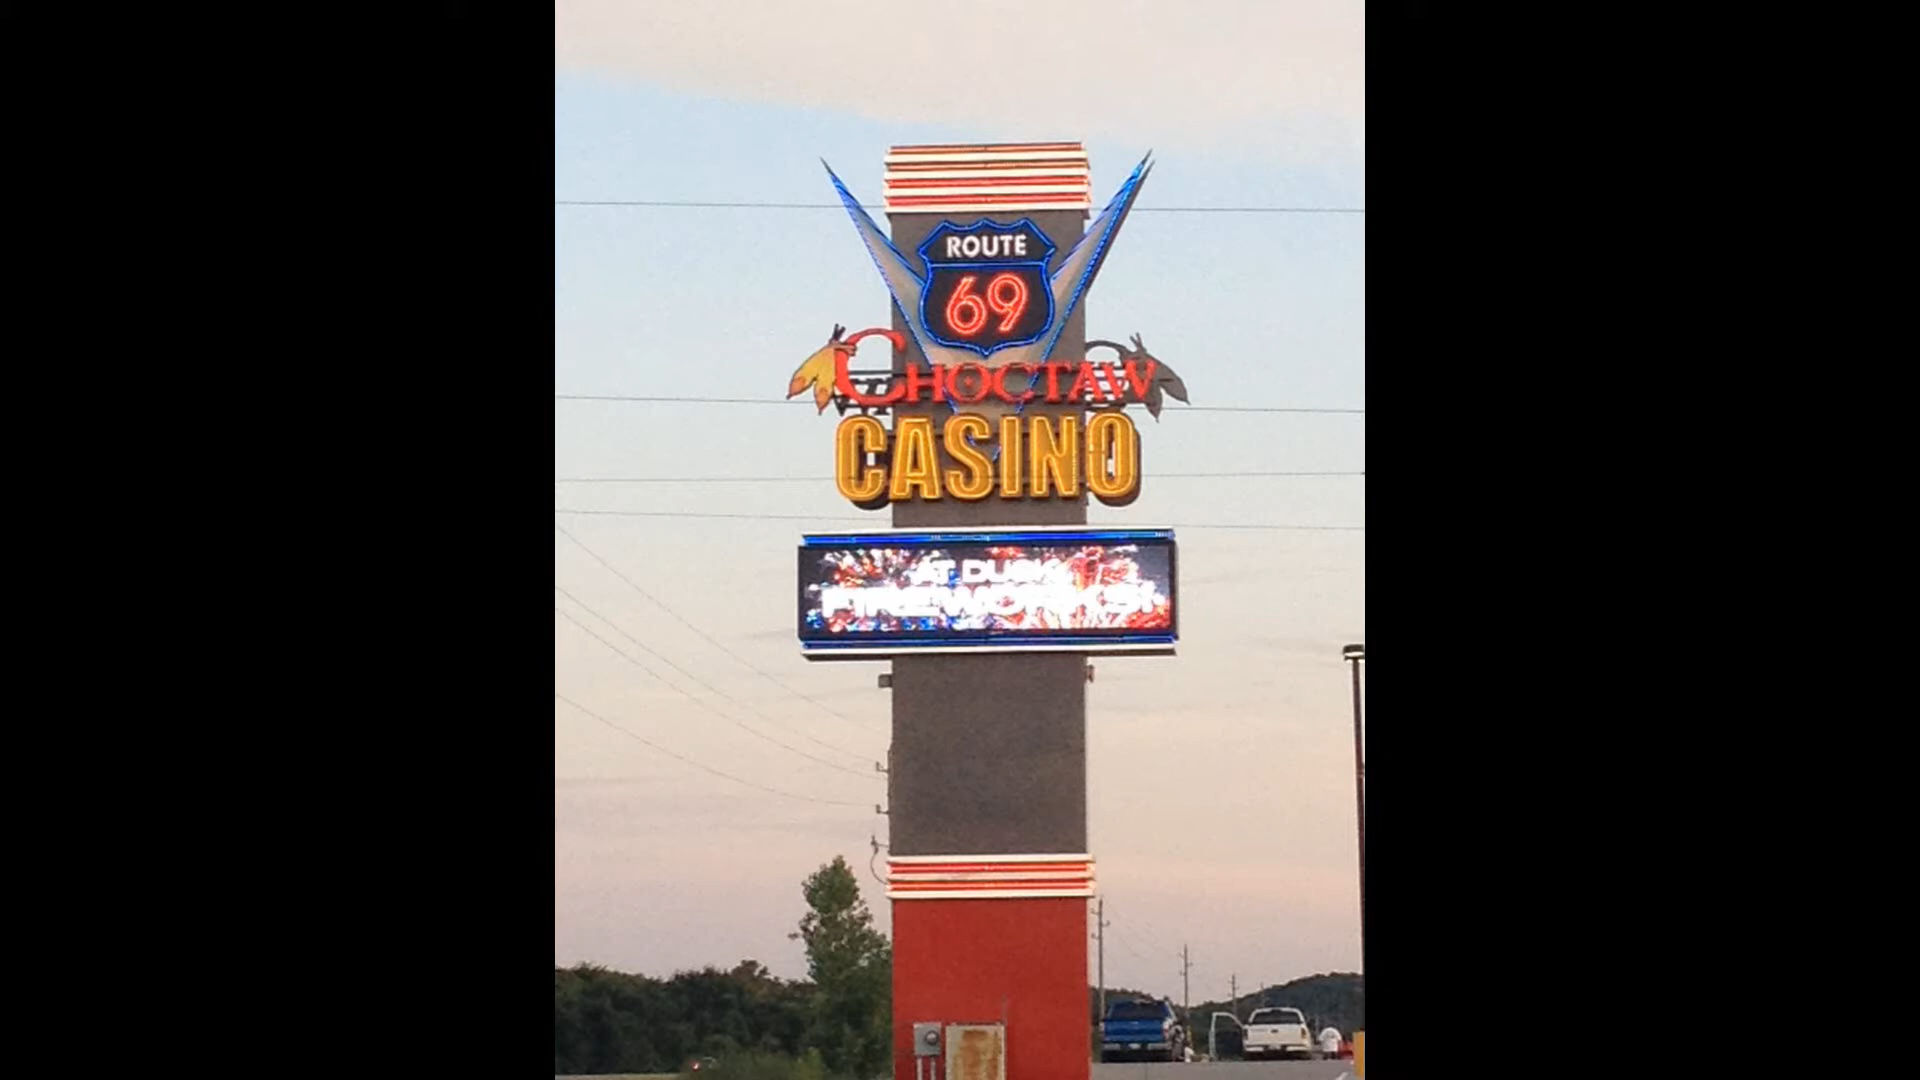 ROUTE
69
CHOCTAW
CASINO
AT DUSK
FIREWORKS!